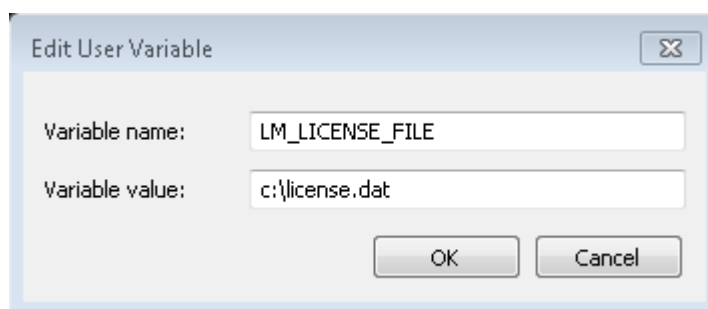 Edit User Variable
Variable name: LM_LICENSE_FILE
Variable value: c:\license.dat
OK Cancel